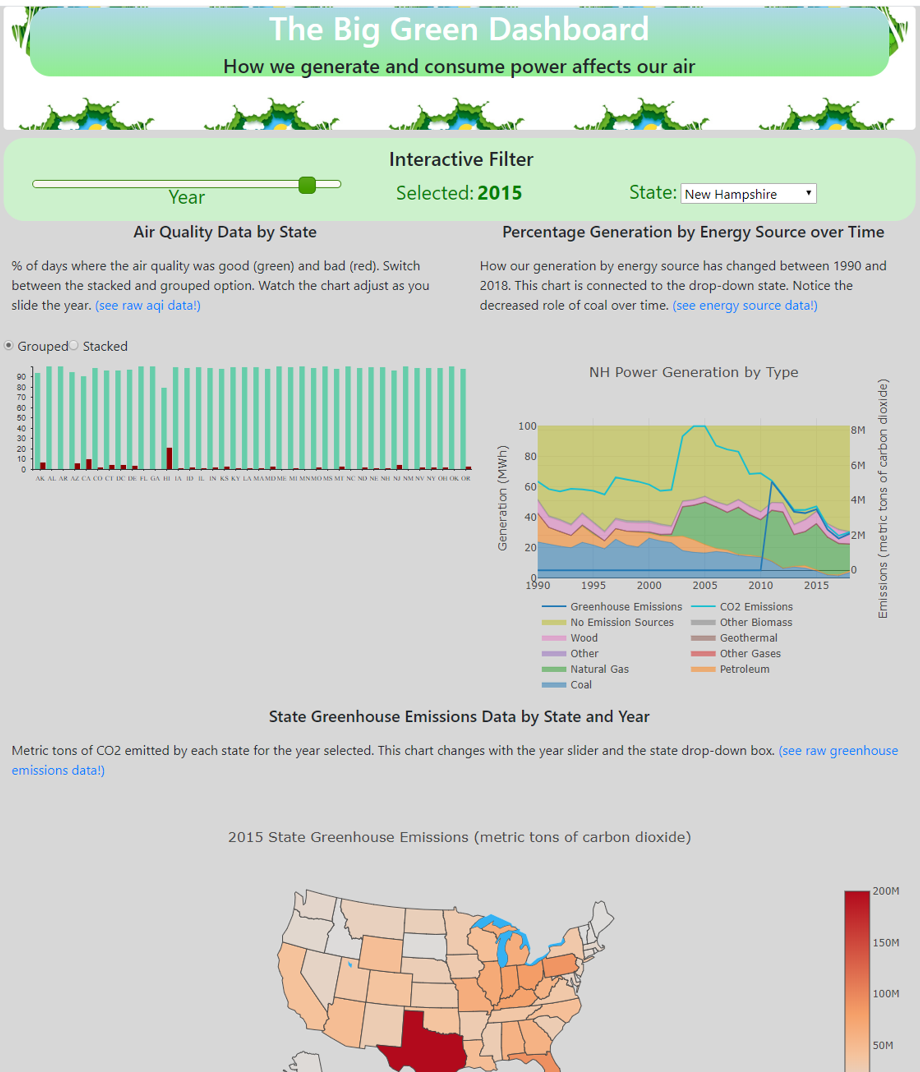 The Big Green Dashboard
How we generate and consume power affects our air
Interactive Filter
Year
Selected: 2015
State: New Hampshire
Air Quality Data by State
% of days where the air quality was good (green) and bad (red). Switch
between the stacked and grouped option. Watch the chart adjust as you
slide the year. (see raw aqi data!)
Grouped Stacked
90
80
70
60
50
40
30
20
10
0
AK AL AR AZ CA CO CT DC DE FL GA HI IA ID IL IN KS KY LA MA MD ME MI MN MO MS MT NC ND NE NH NJ NM NV NY OH OK OR
Percentage Generation by Energy Source over Time
How our generation by energy source has changed between 1990 and
2018. This chart is connected to the drop-down state. Notice the
decreased role of coal over time. (see energy source data!)
NH Power Generation by Type
Generation (MWh)
100
80
60
40
20
0
1990 1995 2000 2005 2010 2015
8M
6M
4M
2M
0
Emissions (metric tons of carbon dioxide)
Greenhouse Emissions CO2 Emissions
No Emission Sources Other Biomass
Wood Geothermal
Other Other Gases
Natural Gas Petroleum
Coal
State Greenhouse Emissions Data by State and Year
Metric tons of CO2 emitted by each state for the year selected. This chart changes with the year slider and the state drop-down box. (see raw greenhouse
emissions data!)
2015 State Greenhouse Emissions (metric tons of carbon dioxide)
200M
150M
100M
50M